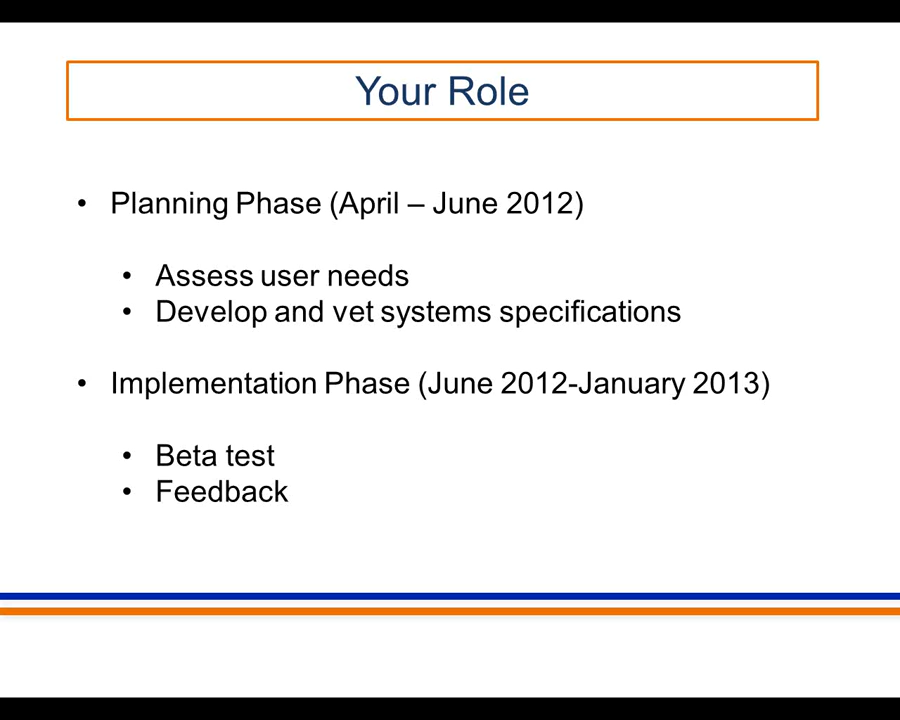 Your Role
• Planning Phase (April – June 2012)
• Assess user needs
• Develop and vet systems specifications
• Implementation Phase (June 2012-January 2013)
• Beta test
• Feedback